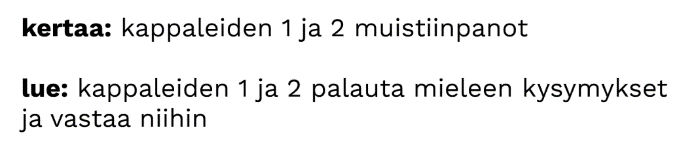 kertaa: kappaleiden 1 ja 2 muistiinpanot
lue: kappaleiden 1 ja 2 palauta mieleen kysymykset
ja vastaa niihin